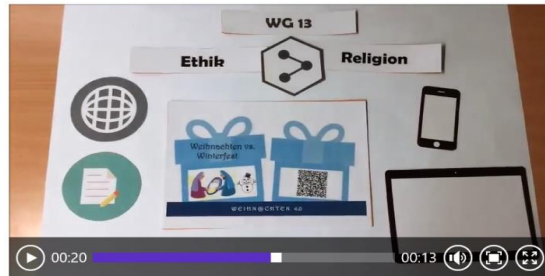 WG 13
Ethik
Religion
Weihnachten vs.
Winterfest
WEIHN@CHTEN 4.0
00:20
00:13